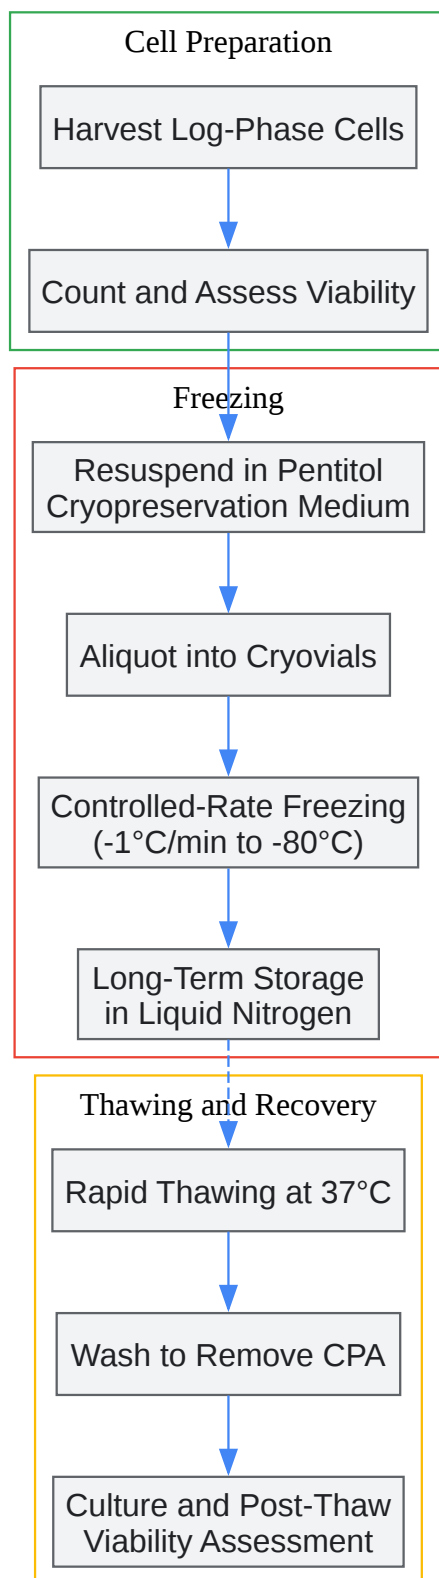 Cell Preparation
Harvest Log-Phase Cells
Count and Assess Viability
Freezing
Resuspend in Pentitol
Cryopreservation Medium
Aliquot into Cryovials
Controlled-Rate Freezing
(-1°C/min to -80°C)
Long-Term Storage
in Liquid Nitrogen
Thawing and Recovery
Rapid Thawing at 37°C
Wash to Remove CPA
Culture and Post-Thaw
Viability Assessment